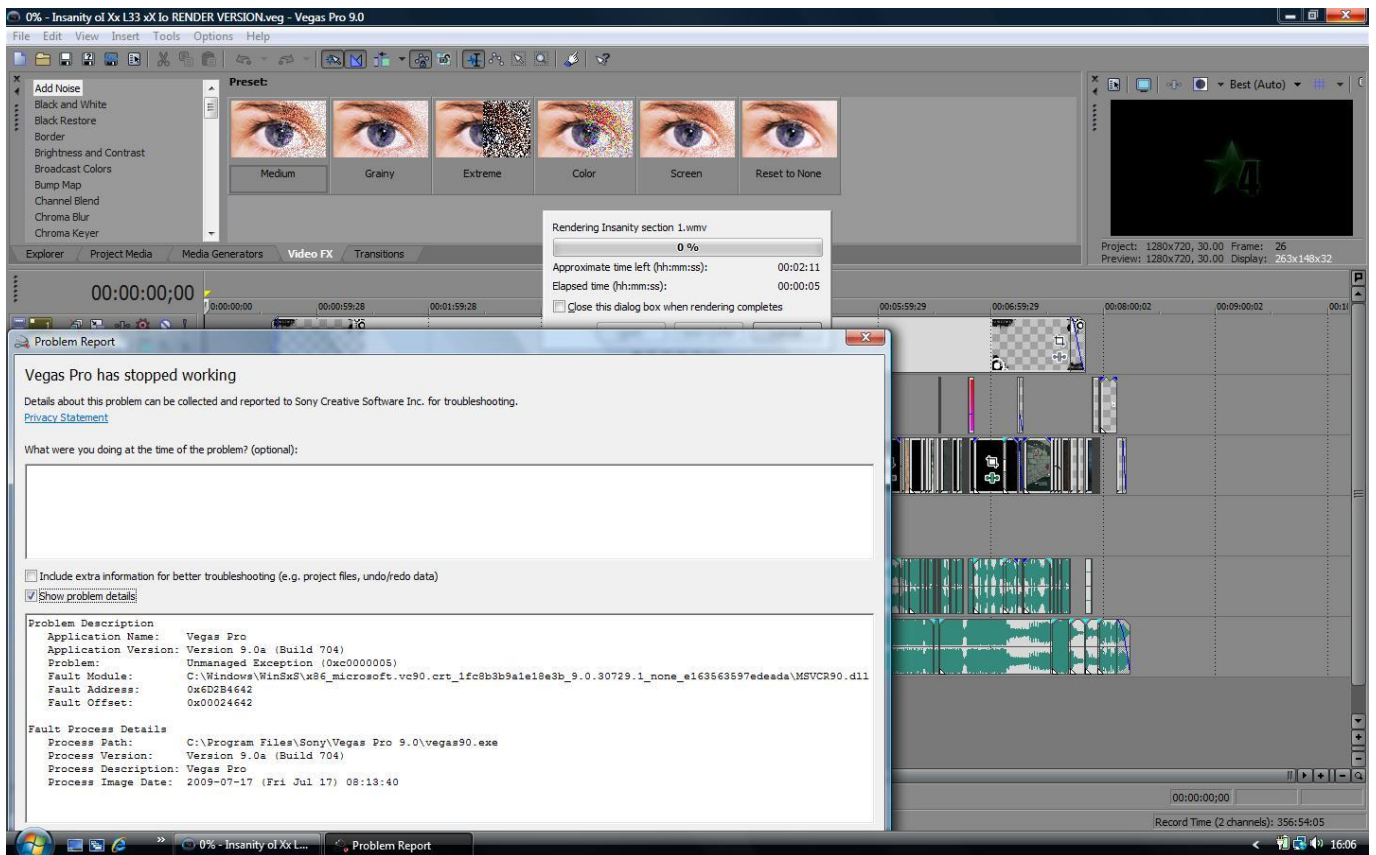 0% - Insanity oI Xx L33 xX Io RENDER VERSION.veg - Vegas Pro 9.0
File Edit View Insert Tools Options Help
Add Noise
Black and White
Black Restore
Border
Brightness and Contrast
Broadcast Colors
Bump Map
Channel Blend
Chroma Blur
Chroma Keyer
Preset:
Medium Grainy Extreme Color Screen Reset to None
Best (Auto)
4
Project: 1280x720, 30.00 Frame: 26
Preview: 1280x720, 30.00 Display: 263x148x32
Explorer Project Media Media Generators Video FX Transitions
Rendering Insanity section 1.wmv
0 %
Approximate time left (hh:mm:ss): 00:02:11
Elapsed time (hh:mm:ss): 00:00:05
Close this dialog box when rendering completes
00:00:00;00
0:00:00:00 00:00:59:28 00:01:59:28 00:05:59:29 00:06:59:29 00:08:00;02 00:09:00;02
Problem Report
Vegas Pro has stopped working
Details about this problem can be collected and reported to Sony Creative Software Inc. for troubleshooting.
Privacy Statement
What were you doing at the time of the problem? (optional):
Include extra information for better troubleshooting (e.g. project files, undo/redo data)
Show problem details
Problem Description
Application Name: Vegas Pro
Application Version: Version 9.0a (Build 704)
Problem: Unmanaged Exception (0xc0000005)
Fault Module: C:\Windows\WinSxS\x86_microsoft.vc90.crt_1fc8b3b9a1e18e3b_9.0.30729.1_none_e163563597edeada\MSVCR90.dll
Fault Address: 0x6D2B4642
Fault Offset: 0x00024642
Fault Process Details
Process Path: C:\Program Files\Sony\Vegas Pro 9.0\vegas90.exe
Process Version: Version 9.0a (Build 704)
Process Description: Vegas Pro
Process Image Date: 2009-07-17 (Fri Jul 17) 08:13:40
00:00:00;00
Record Time (2 channels): 356:54:05
0% - Insanity oI Xx L... Problem Report 16:06